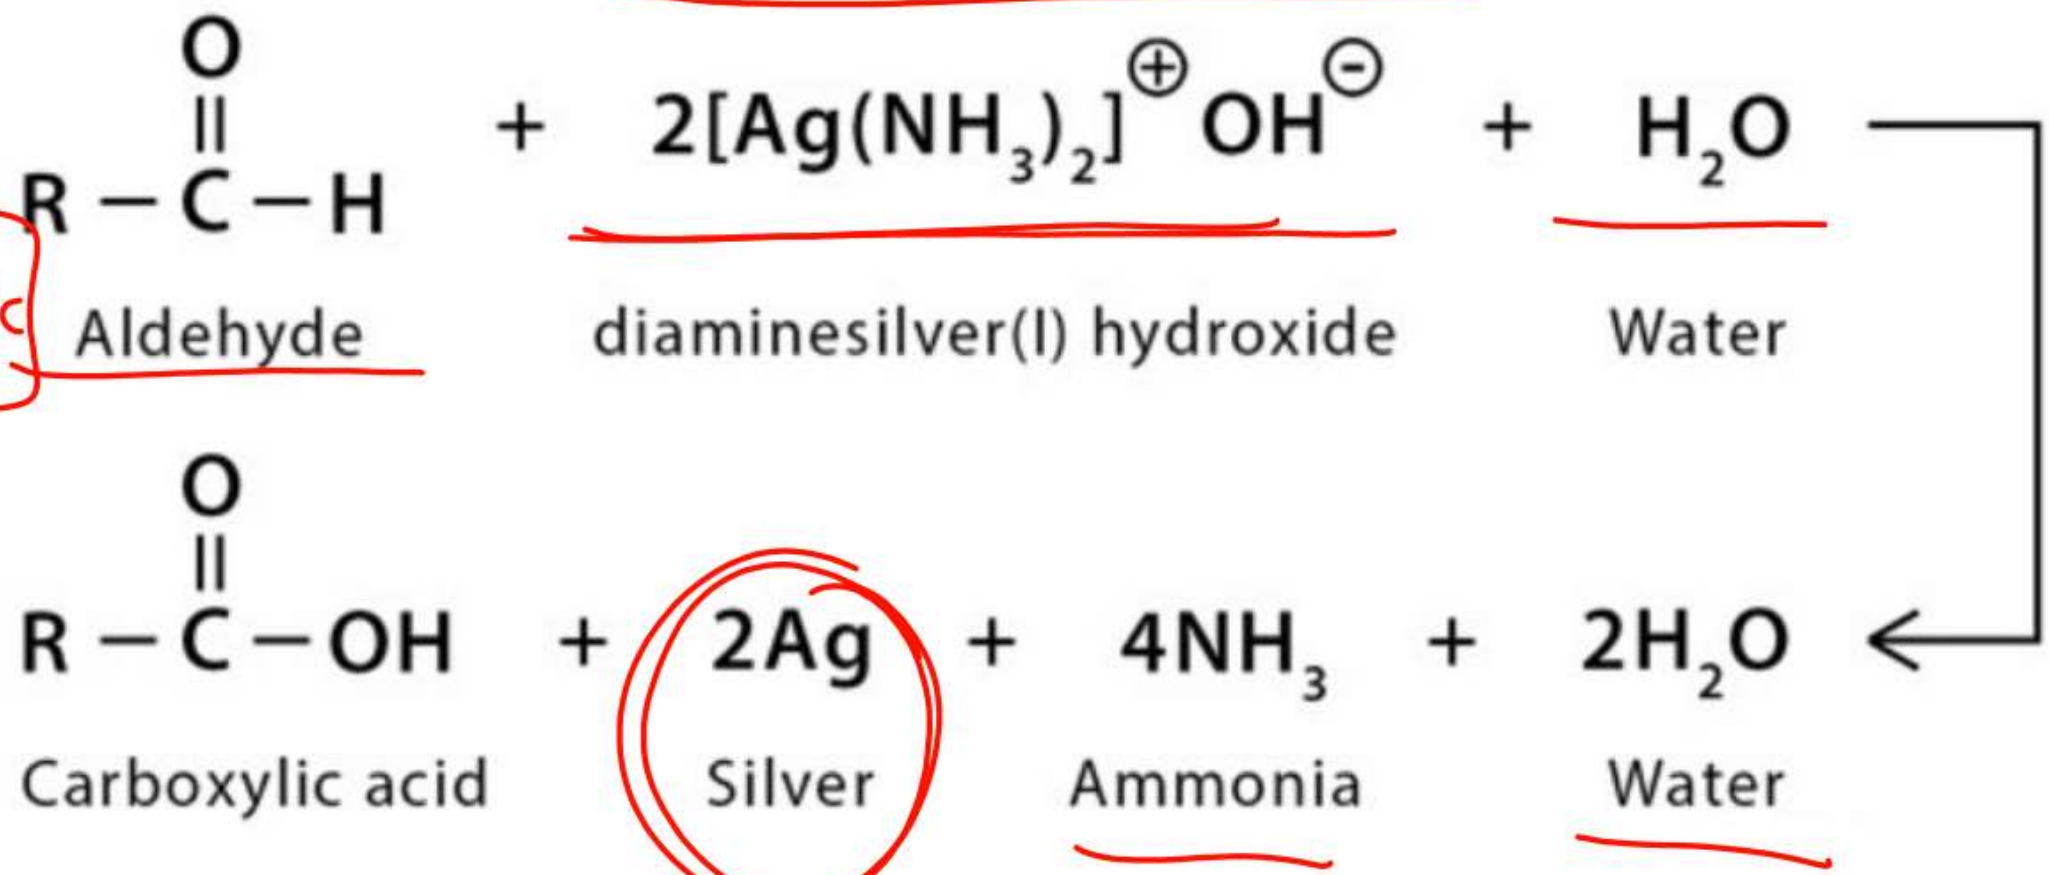 O
||
R – C – H + 2[Ag(NH₃)₂]⊕ OH⊖ + H₂O
Aldehyde diaminesilver(I) hydroxide Water
O
||
R – C – OH + 2Ag + 4NH₃ + 2H₂O
Carboxylic acid Silver Ammonia Water